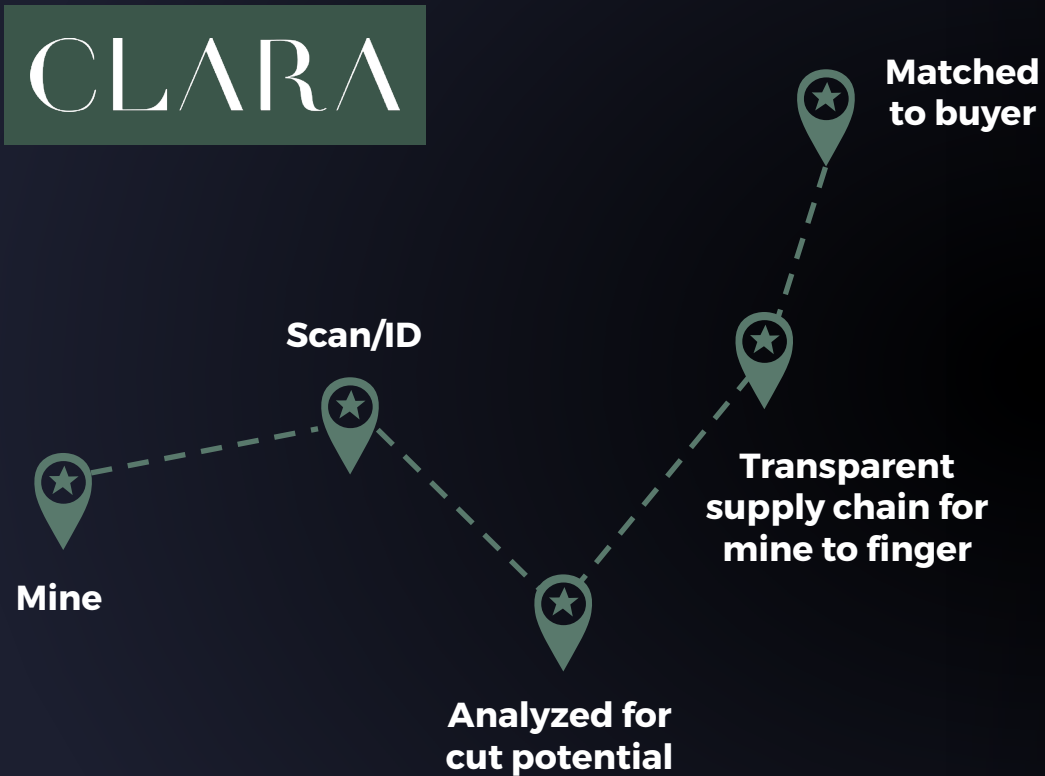 CLARA
Mine
Scan/ID
Analyzed for
cut potential
Transparent
supply chain for
mine to finger
Matched
to buyer